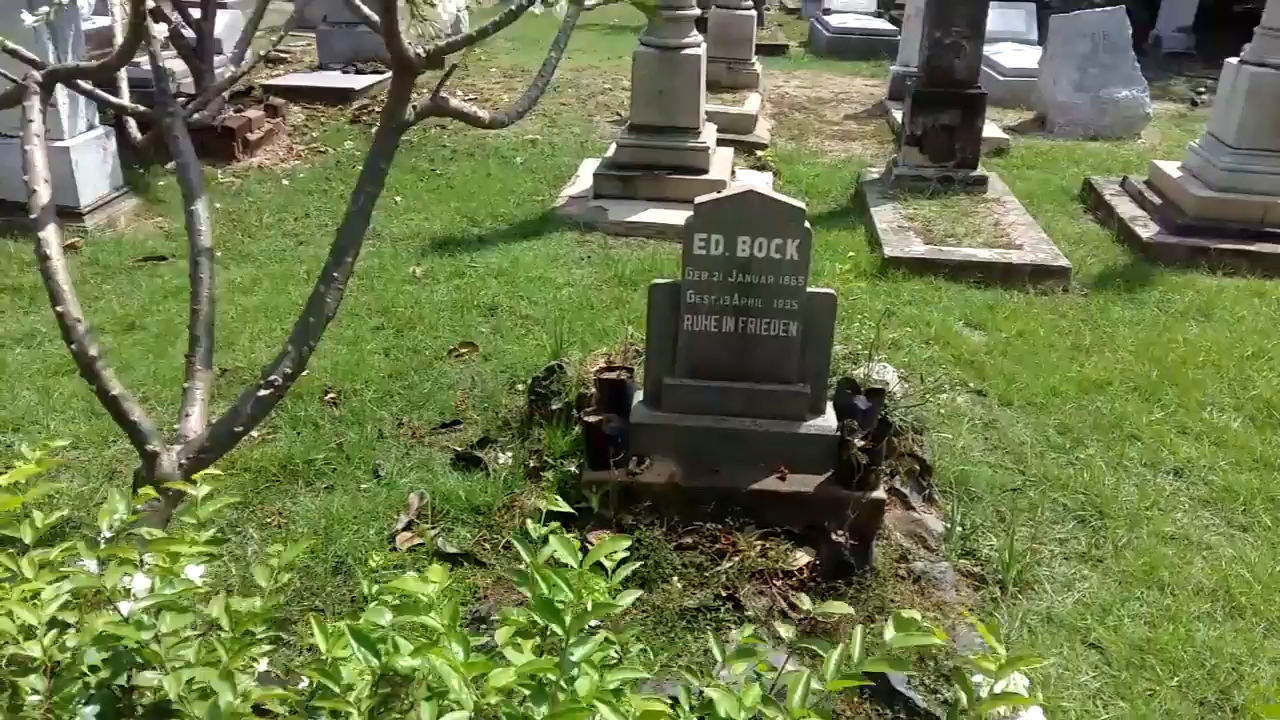 ED. BOCK
GEB. 21 JANUAR 1865
GEST. 13 APRIL 1935
RUHE IN FRIEDEN